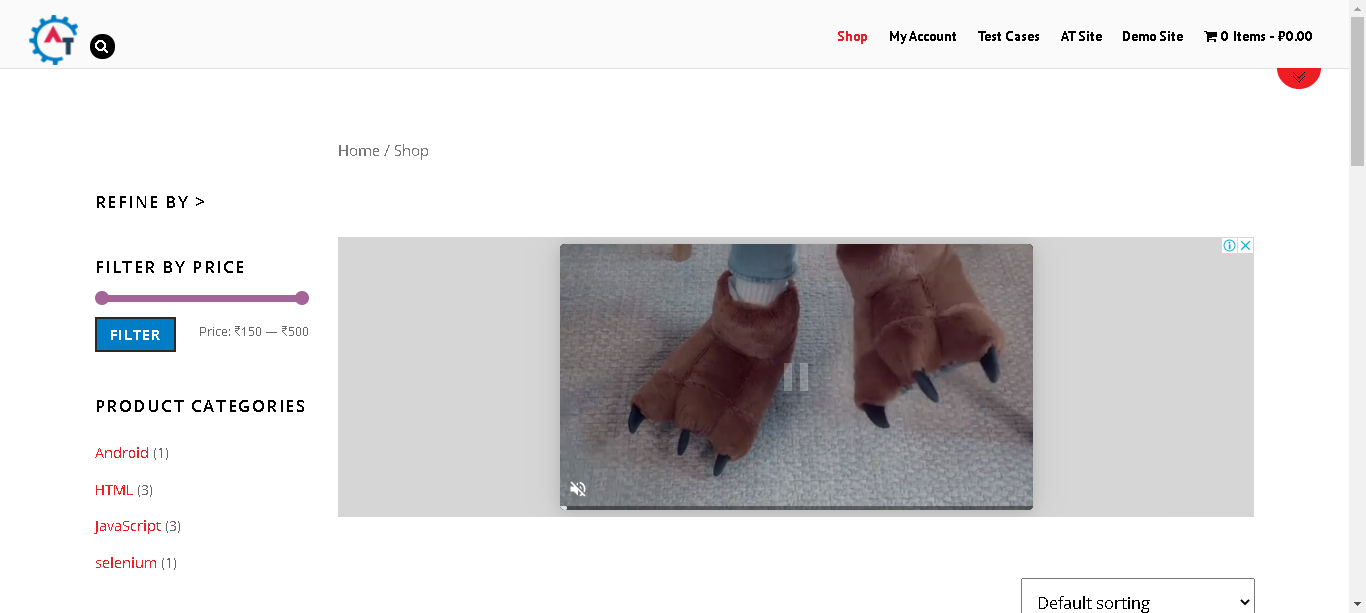 AT
Shop
My Account
Test Cases
AT Site
Demo Site
0 Items - ₽0.00
Home / Shop
REFINE BY >
FILTER BY PRICE
FILTER
Price: ₹150 — ₹500
PRODUCT CATEGORIES
Android (1)
HTML (3)
JavaScript (3)
selenium (1)
Default sorting